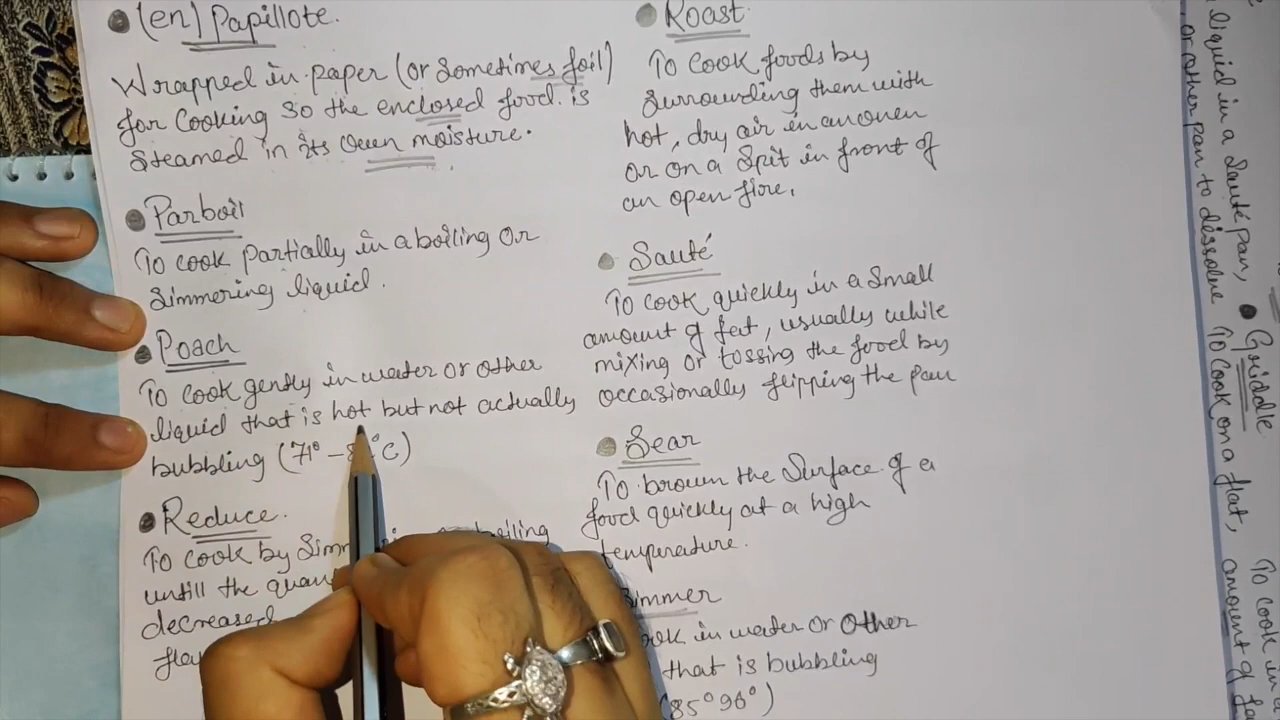 (en) Papillote.
Wrapped in paper (or Sometimes foil)
for Cooking so the enclosed food is
Steamed in its Own moisture.
Parboil
To cook partially in a boiling or
Simmering liquid.
Poach
To cook gently in water or other
liquid that is hot but not actually
bubbling (71° - °C)
Reduce.
To cook by boiling
untill the
decreased
Roast
To cook foods by
Surrounding them with
hot, dry air in an oven
or on a Spit in front of
an open fire.
Sauté
To cook quickly in a Small
amount of fat, usually while
mixing or tossing the food by
occasionally flipping the pan
Sear
To brown the Surface of a
food quickly at a high
temperature.
in water or Other
that is bubbling
(85° 96°)
liquid in a Sauté pan,
or other pan to dissolve
Griddle
To cook on a flat,
amount of
To cook in